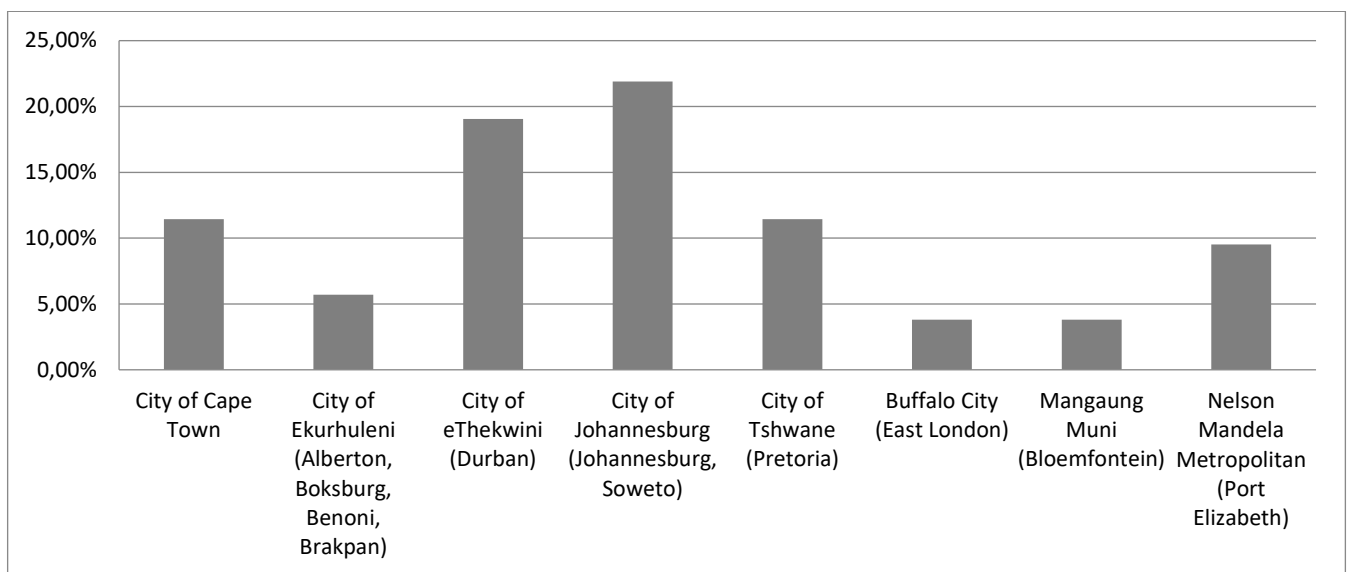 25,00%
20,00%
15,00%
10,00%
5,00%
0,00%
City of Cape
Town
City of
Ekurhuleni
(Alberton,
Boksburg,
Benoni,
Brakpan)
City of
eThekwini
(Durban)
City of
Johannesburg
(Johannesburg,
Soweto)
City of
Tshwane
(Pretoria)
Buffalo City
(East London)
Mangaung
Muni
(Bloemfontein)
Nelson
Mandela
Metropolitan
(Port
Elizabeth)